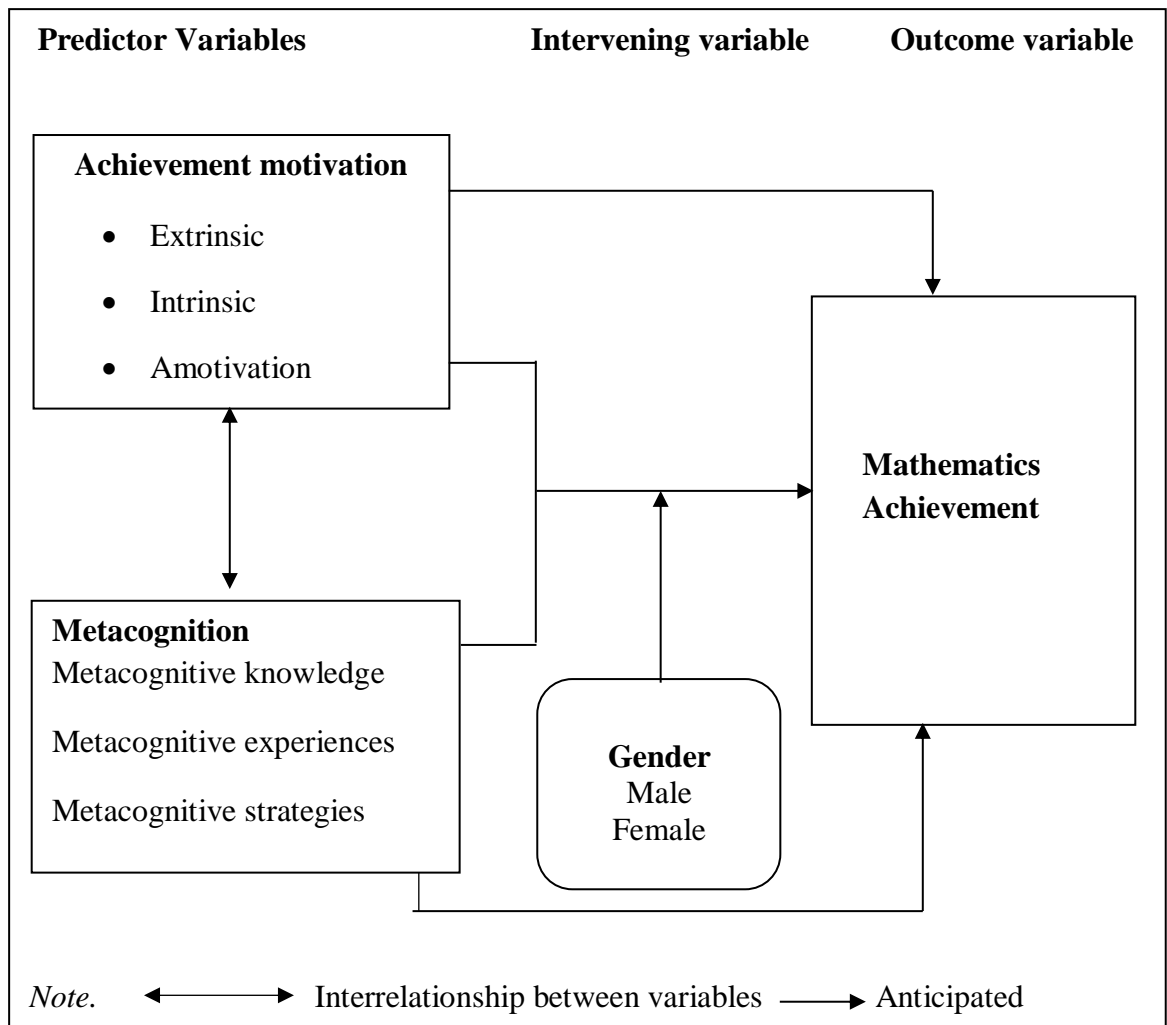 Predictor Variables Intervening variable Outcome variable
Achievement motivation
• Extrinsic
• Intrinsic
• Amotivation
Mathematics
Achievement
Metacognition
Metacognitive knowledge
Metacognitive experiences
Metacognitive strategies
Gender
Male
Female
Note. Interrelationship between variables Anticipated